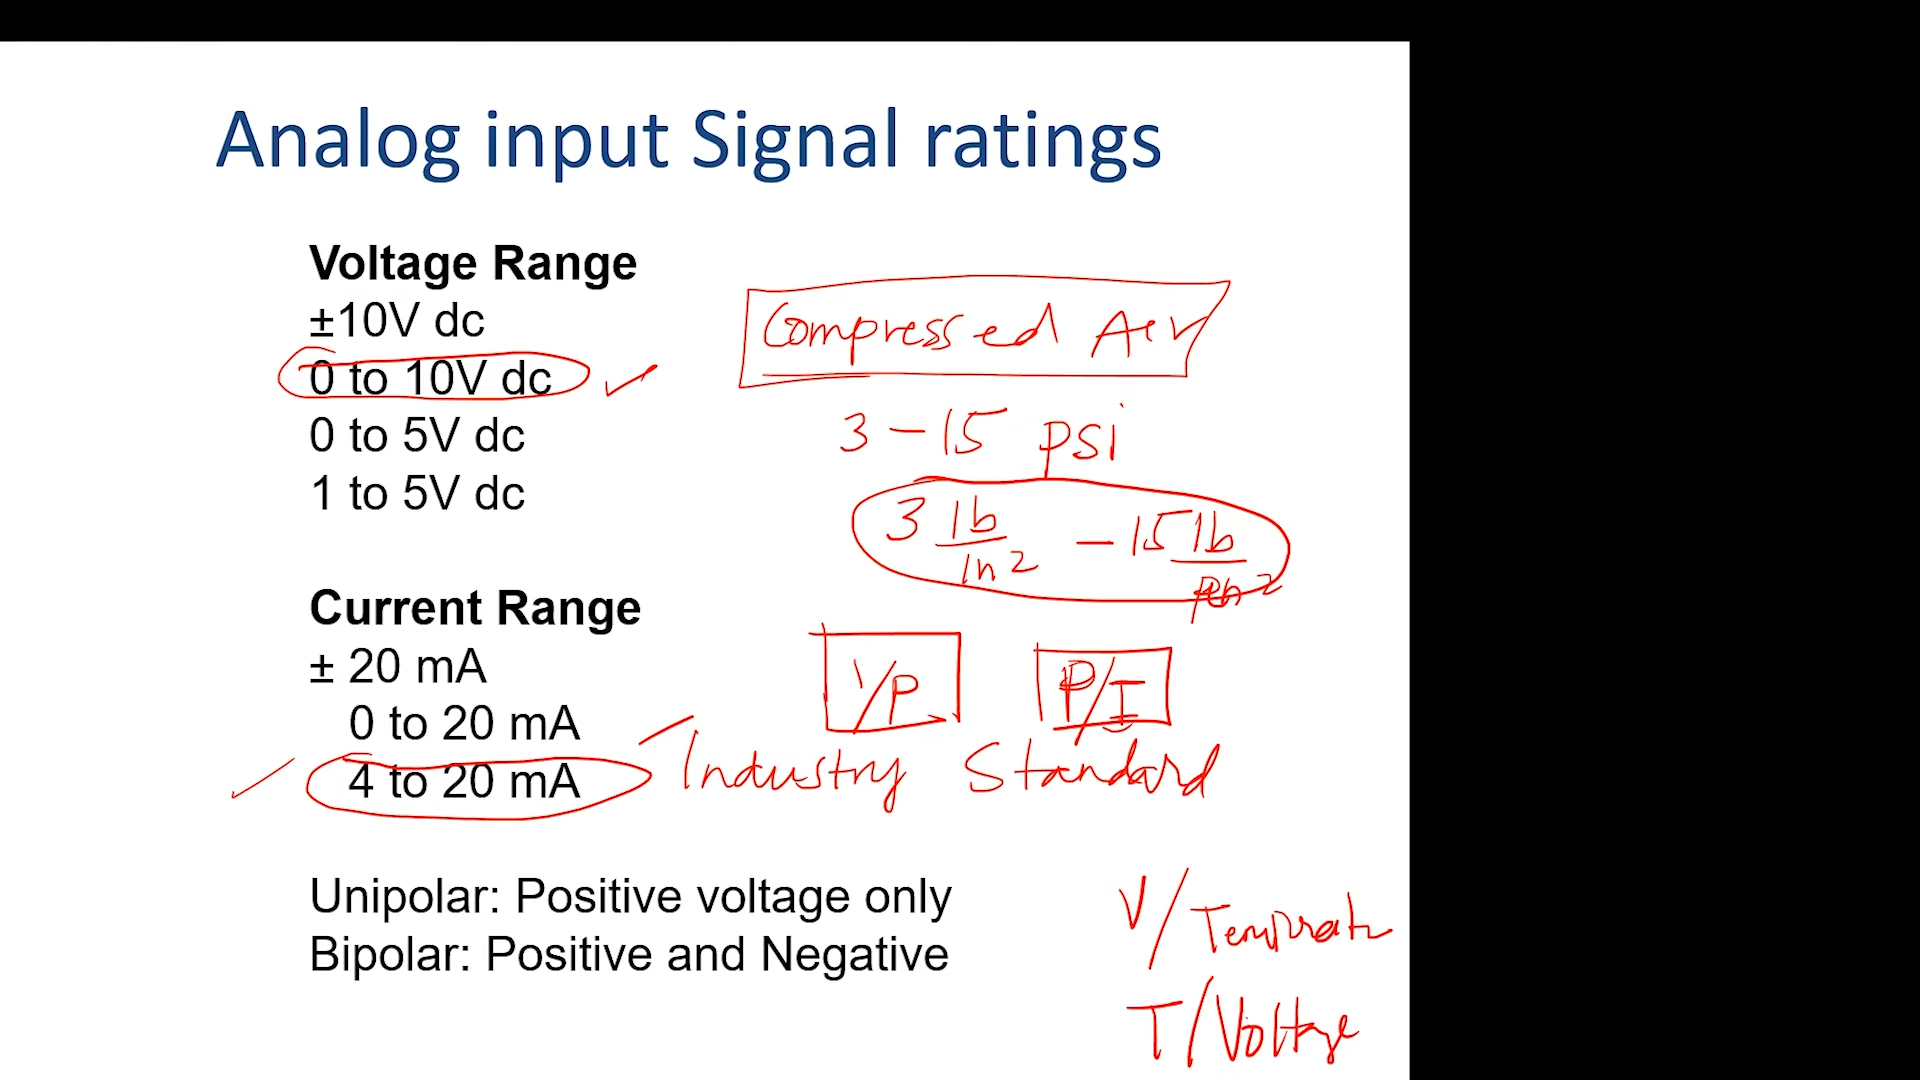 Analog input Signal ratings
Voltage Range
±10V dc
0 to 10V dc
0 to 5V dc
1 to 5V dc
Compressed Air
3-15 psi
3 lb/in² - 15 lb/in²
Current Range
± 20 mA
0 to 20 mA
4 to 20 mA
I/P
P/I
Industry Standard
Unipolar: Positive voltage only
Bipolar: Positive and Negative
V/
T/Voltage